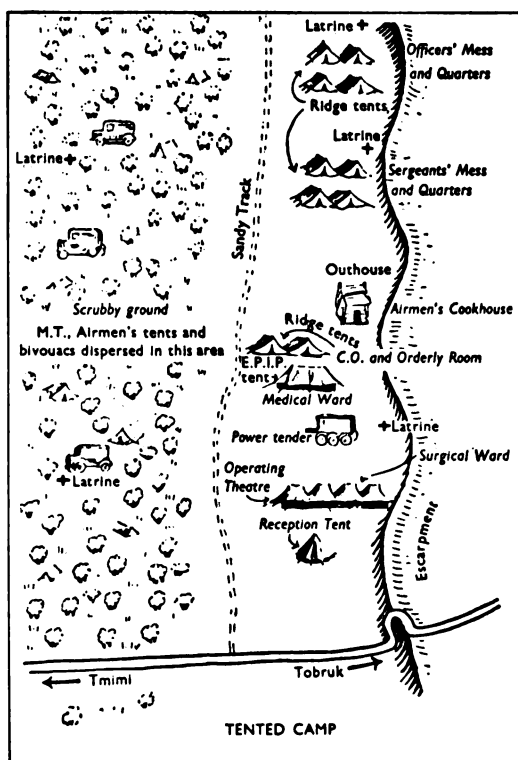 Latrine +
Officers' Mess
and Quarters
Ridge tents
Latrine
+
Latrine +
Sergeants' Mess
and Quarters
Sandy Track
Outhouse
Scrubby ground
Airmen's Cookhouse
M.T., Airmen's tents and
bivouacs dispersed in this area
Ridge tents
E.P.I.P
tent
C.O. and Orderly Room
Medical Ward
Power tender
+Latrine
Surgical Ward
Operating
Theatre
+Latrine
Reception Tent
Escarpment
Tmimi
Tobruk
TENTED CAMP